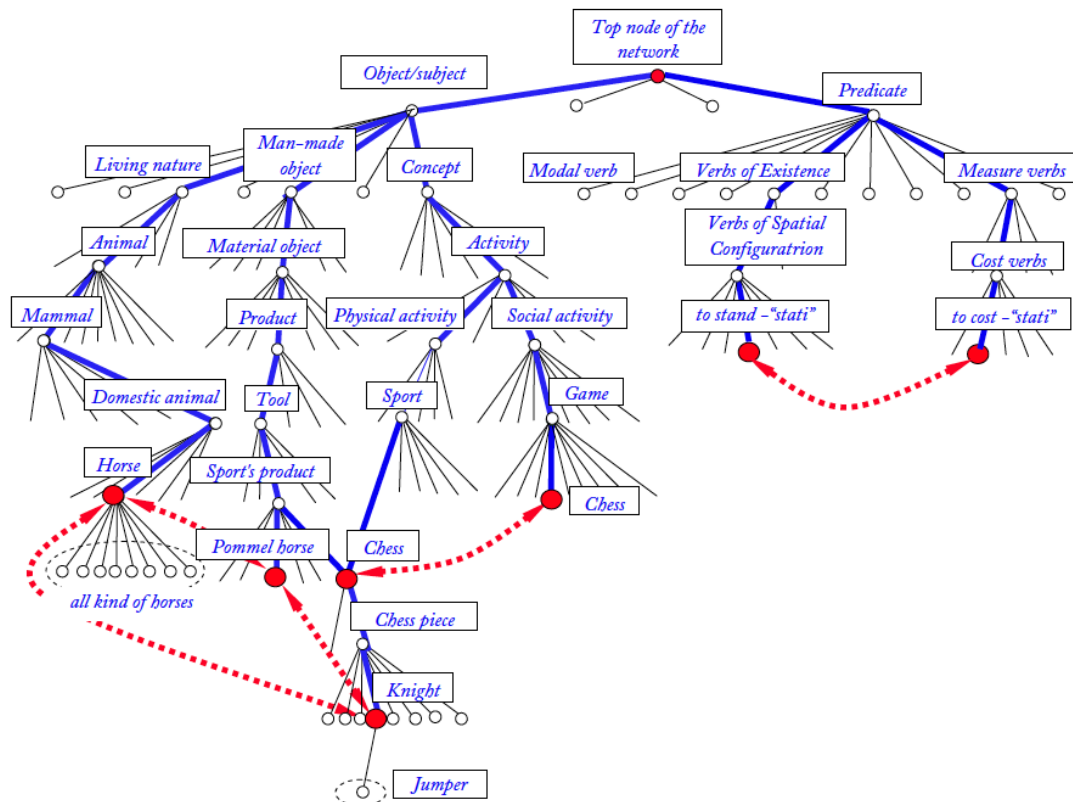 Top node of the
network
Object/subject
Predicate
Living nature
Man-made
object
Concept
Modal verb
Verbs of Existence
Measure verbs
Animal
Material object
Activity
Verbs of Spatial
Configuratrion
Cost verbs
Mammal
Product
Physical activity
Social activity
to stand -“stati”
to cost -“stati”
Domestic animal
Tool
Sport
Game
Horse
Sport's product
Chess
Pommel horse
Chess
all kind of horses
Chess piece
Knight
Jumper